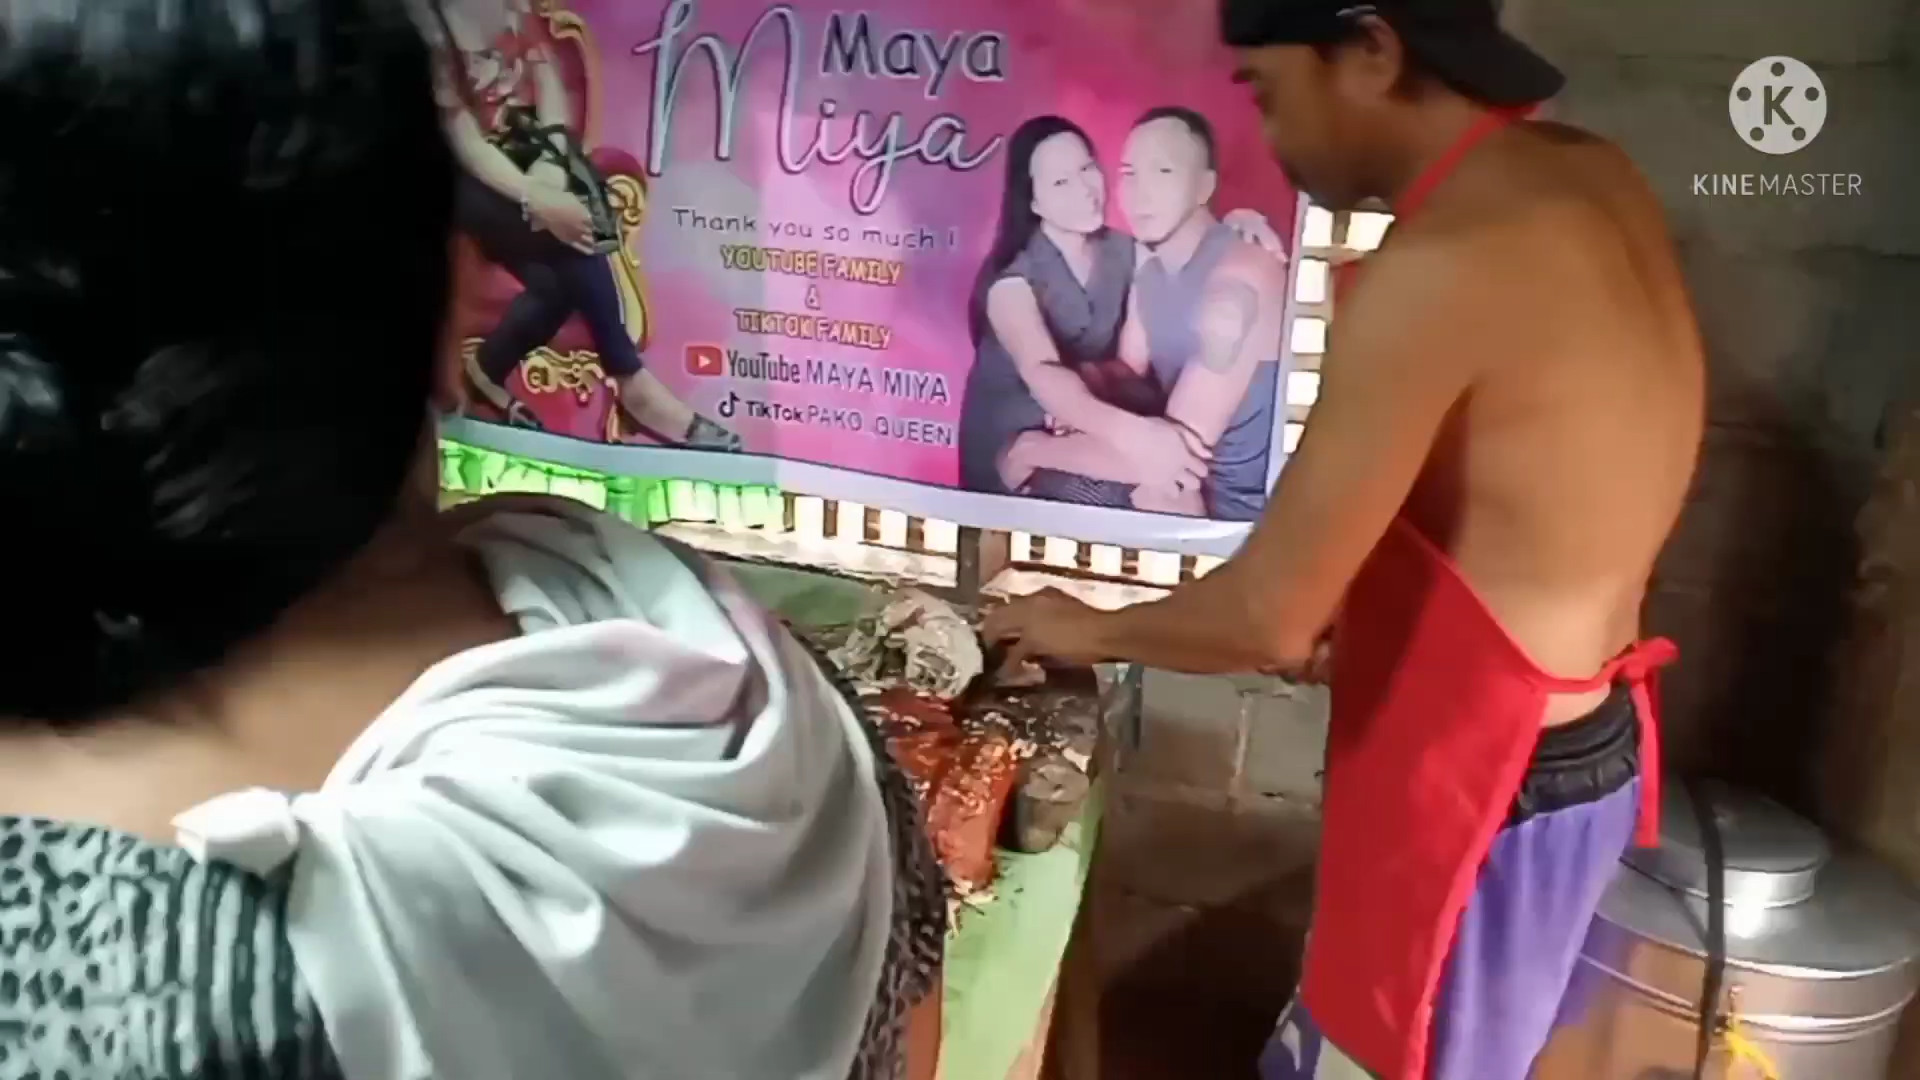 Maya
Miya
Thank you so much !
YOUTUBE FAMILY
&
TIKTOK FAMILY
YouTube MAYA MIYA
TikTok PAKO_QUEEN
K
KINEMASTER